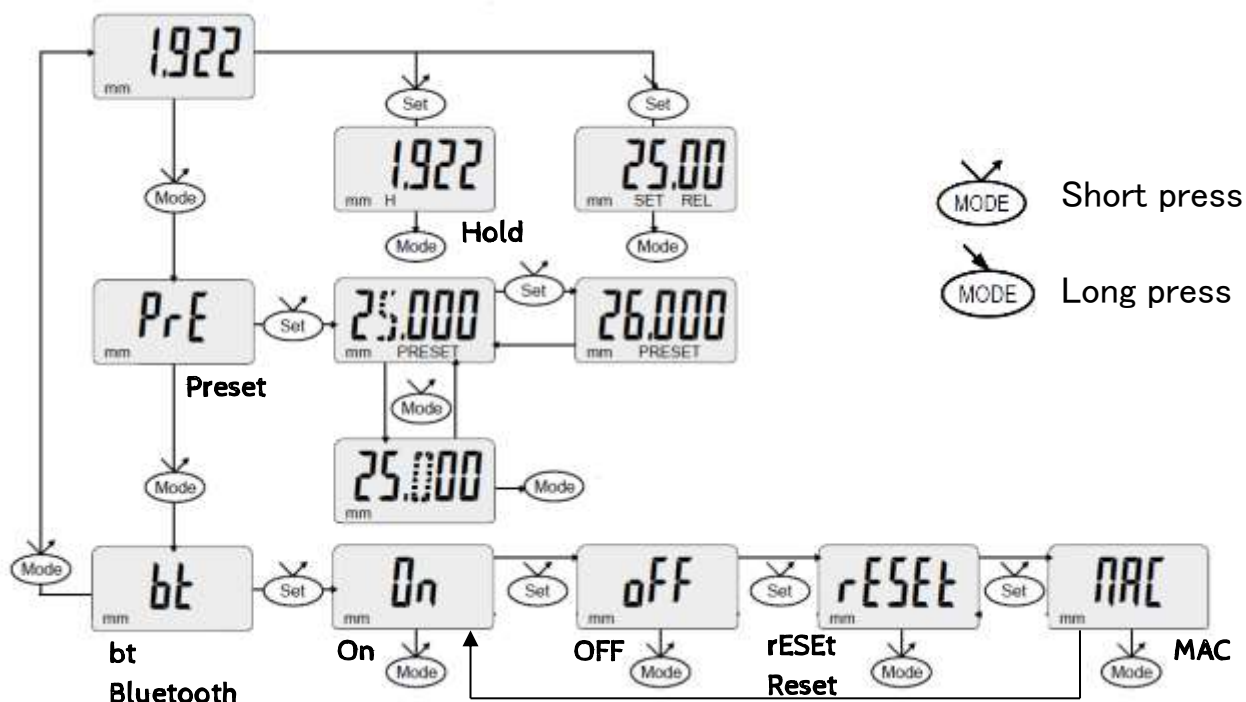 1.922
mm
Set
Set
1.922
mm H
25.00
mm SET REL
Mode
Mode
Hold
Mode
MODE Short press
MODE Long press
PrE
mm
Preset
Set
25.000
mm PRESET
Set
26.000
mm PRESET
Mode
25.000
mm
Mode
Mode
Mode
bt
mm
bt
Bluetooth
Set
On
mm
On
Mode
Set
oFF
mm
OFF
Mode
Set
rESEt
mm
rESEt
Reset
Mode
Set
MAC
mm
MAC
Mode